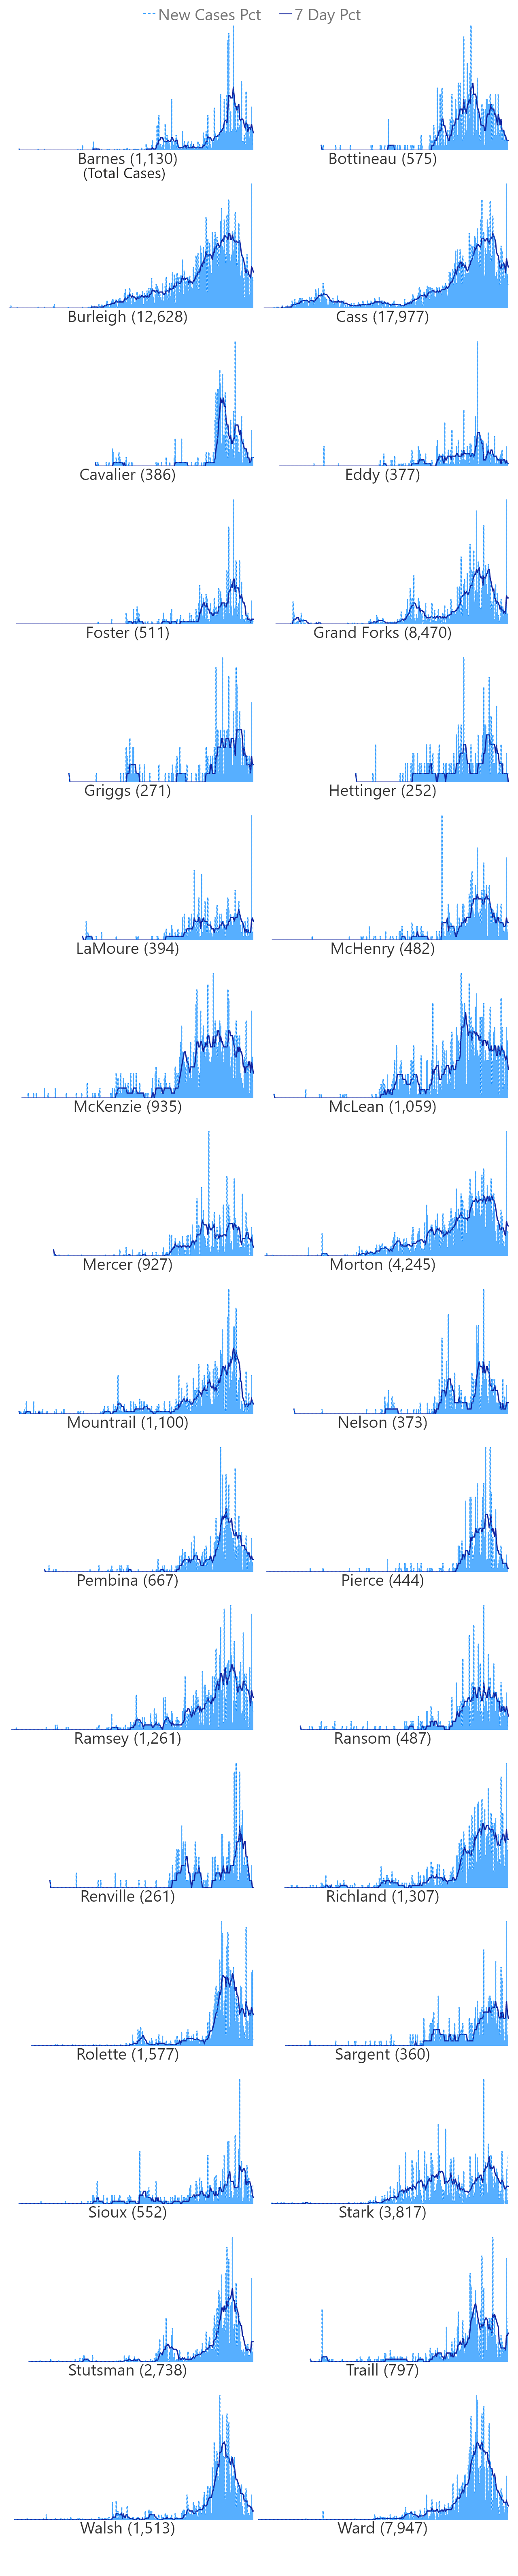 New Cases Pct 7 Day Pct
Barnes (1,130)
(Total Cases)
Bottineau (575)
Burleigh (12,628)
Cass (17,977)
Cavalier (386)
Eddy (377)
Foster (511)
Grand Forks (8,470)
Griggs (271)
Hettinger (252)
LaMoure (394)
McHenry (482)
McKenzie (935)
McLean (1,059)
Mercer (927)
Morton (4,245)
Mountrail (1,100)
Nelson (373)
Pembina (667)
Pierce (444)
Ramsey (1,261)
Ransom (487)
Renville (261)
Richland (1,307)
Rolette (1,577)
Sargent (360)
Sioux (552)
Stark (3,817)
Stutsman (2,738)
Traill (797)
Walsh (1,513)
Ward (7,947)